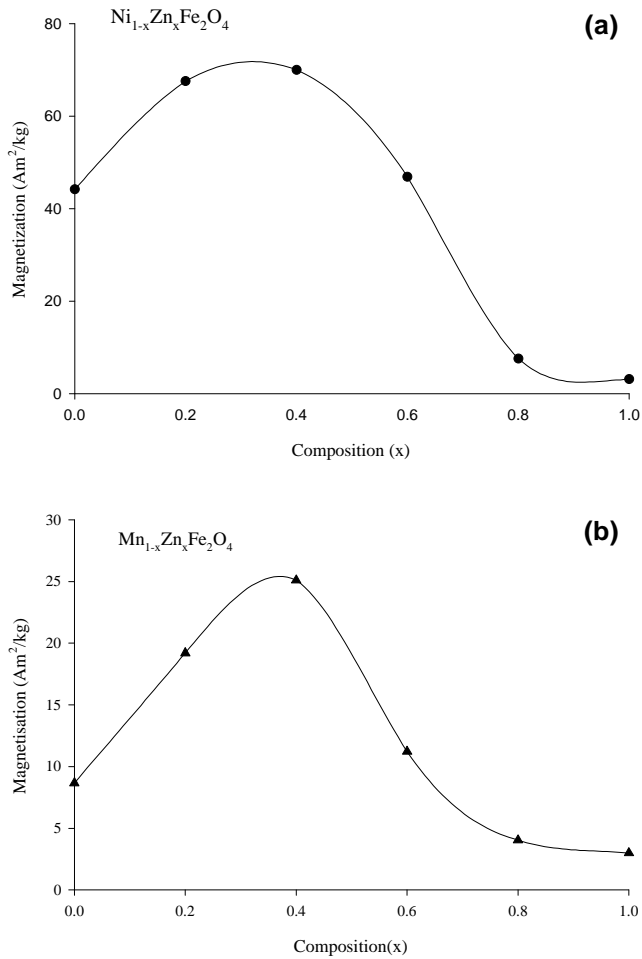 Ni1-xZnxFe2O4
(a)
Magnetization (Am2/kg)
80
60
40
20
0
0.0 0.2 0.4 0.6 0.8 1.0
Composition (x)
Mn1-xZnxFe2O4
(b)
Magnetisation (Am2/kg)
30
25
20
15
10
5
0
0.0 0.2 0.4 0.6 0.8 1.0
Composition(x)